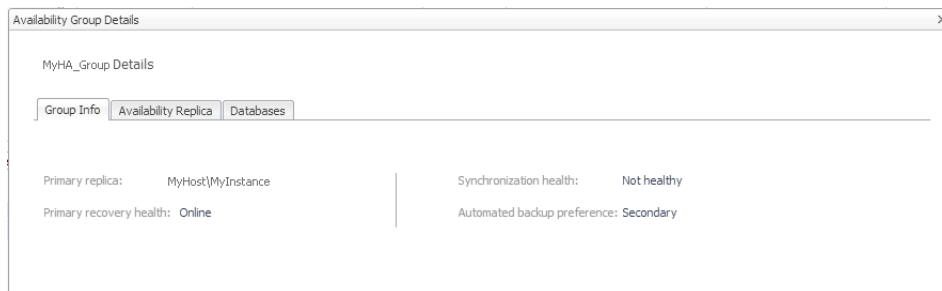 Availability Group Details x
MyHA_Group Details
Group Info Availability Replica Databases
Primary replica: MyHost\MyInstance Synchronization health: Not healthy
Primary recovery health: Online Automated backup preference: Secondary